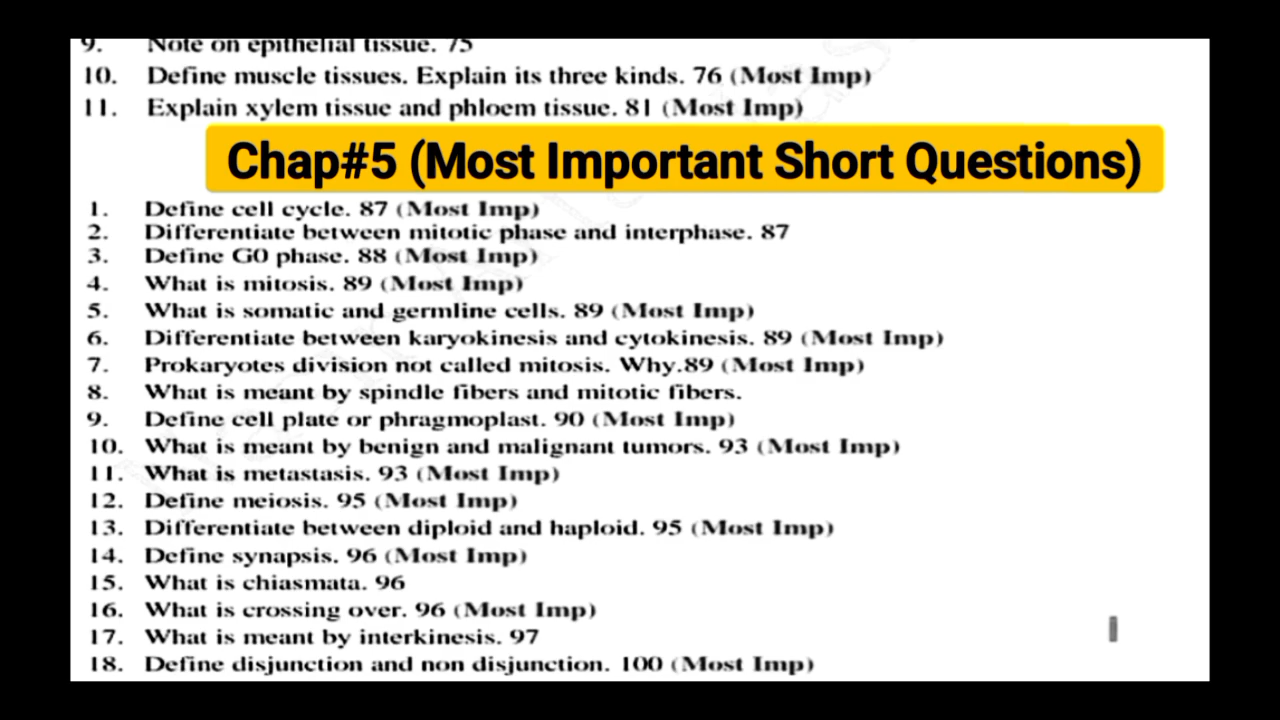 9. Note on epithelial tissue. 75
10. Define muscle tissues. Explain its three kinds. 76 (Most Imp)
11. Explain xylem tissue and phloem tissue. 81 (Most Imp)
Chap#5 (Most Important Short Questions)
1. Define cell cycle. 87 (Most Imp)
2. Differentiate between mitotic phase and interphase. 87
3. Define G0 phase. 88 (Most Imp)
4. What is mitosis. 89 (Most Imp)
5. What is somatic and germline cells. 89 (Most Imp)
6. Differentiate between karyokinesis and cytokinesis. 89 (Most Imp)
7. Prokaryotes division not called mitosis. Why.89 (Most Imp)
8. What is meant by spindle fibers and mitotic fibers.
9. Define cell plate or phragmoplast. 90 (Most Imp)
10. What is meant by benign and malignant tumors. 93 (Most Imp)
11. What is metastasis. 93 (Most Imp)
12. Define meiosis. 95 (Most Imp)
13. Differentiate between diploid and haploid. 95 (Most Imp)
14. Define synapsis. 96 (Most Imp)
15. What is chiasmata. 96
16. What is crossing over. 96 (Most Imp)
17. What is meant by interkinesis. 97
18. Define disjunction and non disjunction. 100 (Most Imp)